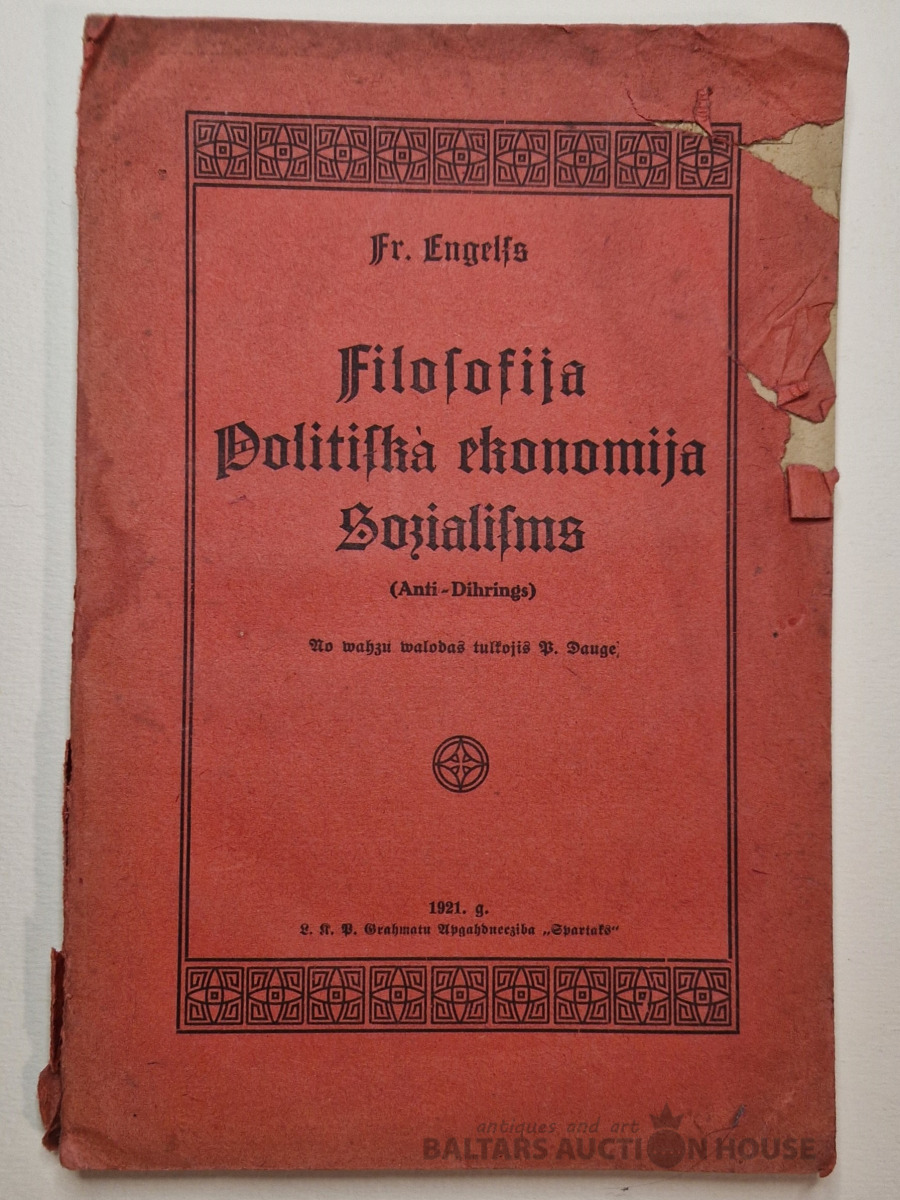 Fr. Engelſs
Filoſofija
Politiſkà ekonomija
Sozialiſms
(Anti-Dihrings)
No wahzu walodas tulkojis P. Dauge
1921. g.
L. K. P. Grahmatu Apgahdneeziba „Spartaks“
antiques and art
BALTARS AUCTION HOUSE